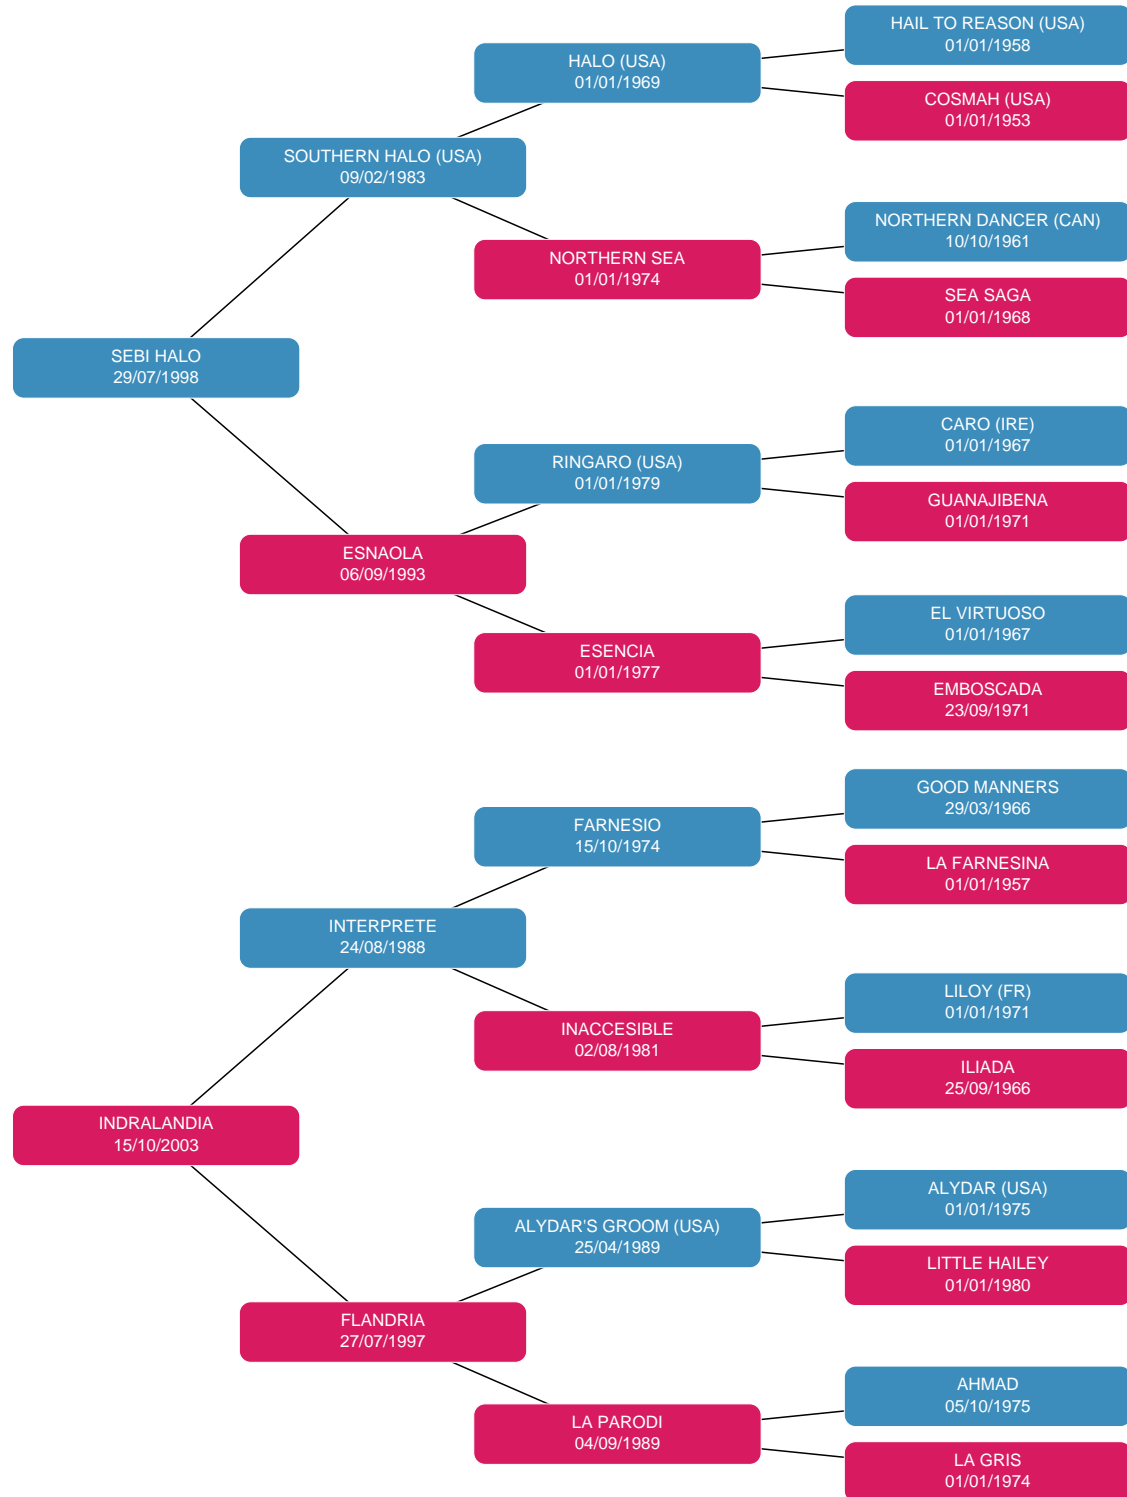 HAIL TO REASON (USA)
01/01/1958
HALO (USA)
01/01/1969
COSMAH (USA)
01/01/1953
SOUTHERN HALO (USA)
09/02/1983
NORTHERN DANCER (CAN)
10/10/1961
NORTHERN SEA
01/01/1974
SEA SAGA
01/01/1968
SEBI HALO
29/07/1998
CARO (IRE)
01/01/1967
RINGARO (USA)
01/01/1979
GUANAJIBENA
01/01/1971
ESNAOLA
06/09/1993
EL VIRTUOSO
01/01/1967
ESENCIA
01/01/1977
EMBOSCADA
23/09/1971
GOOD MANNERS
29/03/1966
FARNESIO
15/10/1974
LA FARNESINA
01/01/1957
INTERPRETE
24/08/1988
LILOY (FR)
01/01/1971
INACCESIBLE
02/08/1981
ILIADA
25/09/1966
INDRALANDIA
15/10/2003
ALYDAR (USA)
01/01/1975
ALYDAR'S GROOM (USA)
25/04/1989
LITTLE HAILEY
01/01/1980
FLANDRIA
27/07/1997
AHMAD
05/10/1975
LA PARODI
04/09/1989
LA GRIS
01/01/1974